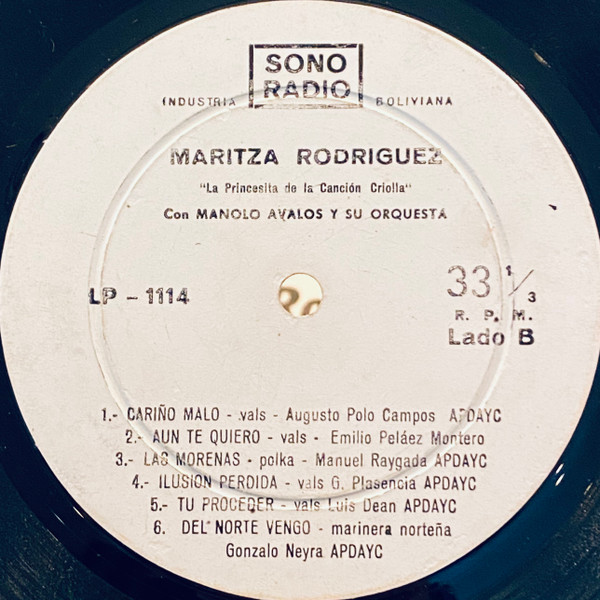 SONO
RADIO
INDUSTRIA BOLIVIANA
MARITZA RODRIGUEZ
"La Princesita de la Canción Criolla"
Con MANOLO AVALOS Y SU ORQUESTA
LP - 1114
33 1/3
R. P. M.
Lado B
1.- CARIÑO MALO - vals - Augusto Polo Campos APDAYC
2.- AUN TE QUIERO - vals - Emilio Peláez Montero
3.- LAS MORENAS - polka - Manuel Raygada APDAYC
4.- ILUSION PERDIDA - vals G. Plasencia APDAYC
5.- TU PROCEDER - vals Luis Dean APDAYC
6. DEL NORTE VENGO - marinera norteña
Gonzalo Neyra APDAYC